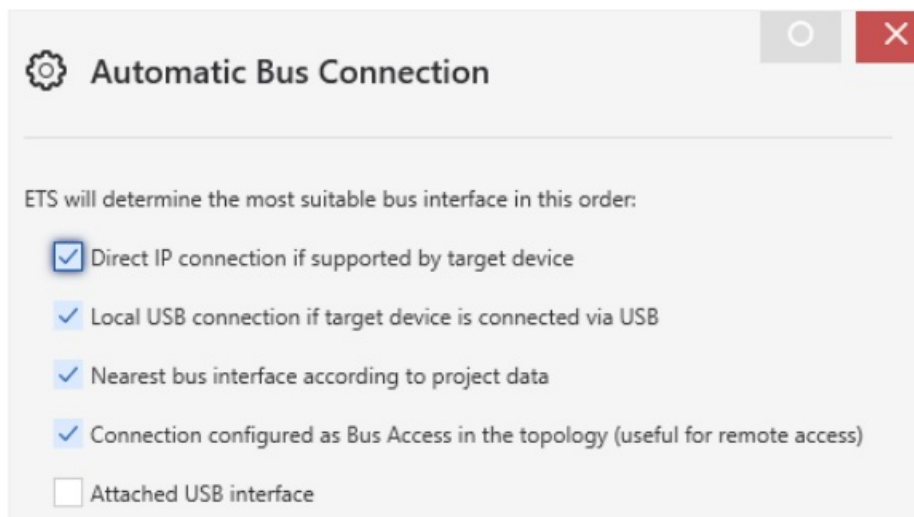 Automatic Bus Connection
ETS will determine the most suitable bus interface in this order:
Direct IP connection if supported by target device
Local USB connection if target device is connected via USB
Nearest bus interface according to project data
Connection configured as Bus Access in the topology (useful for remote access)
Attached USB interface